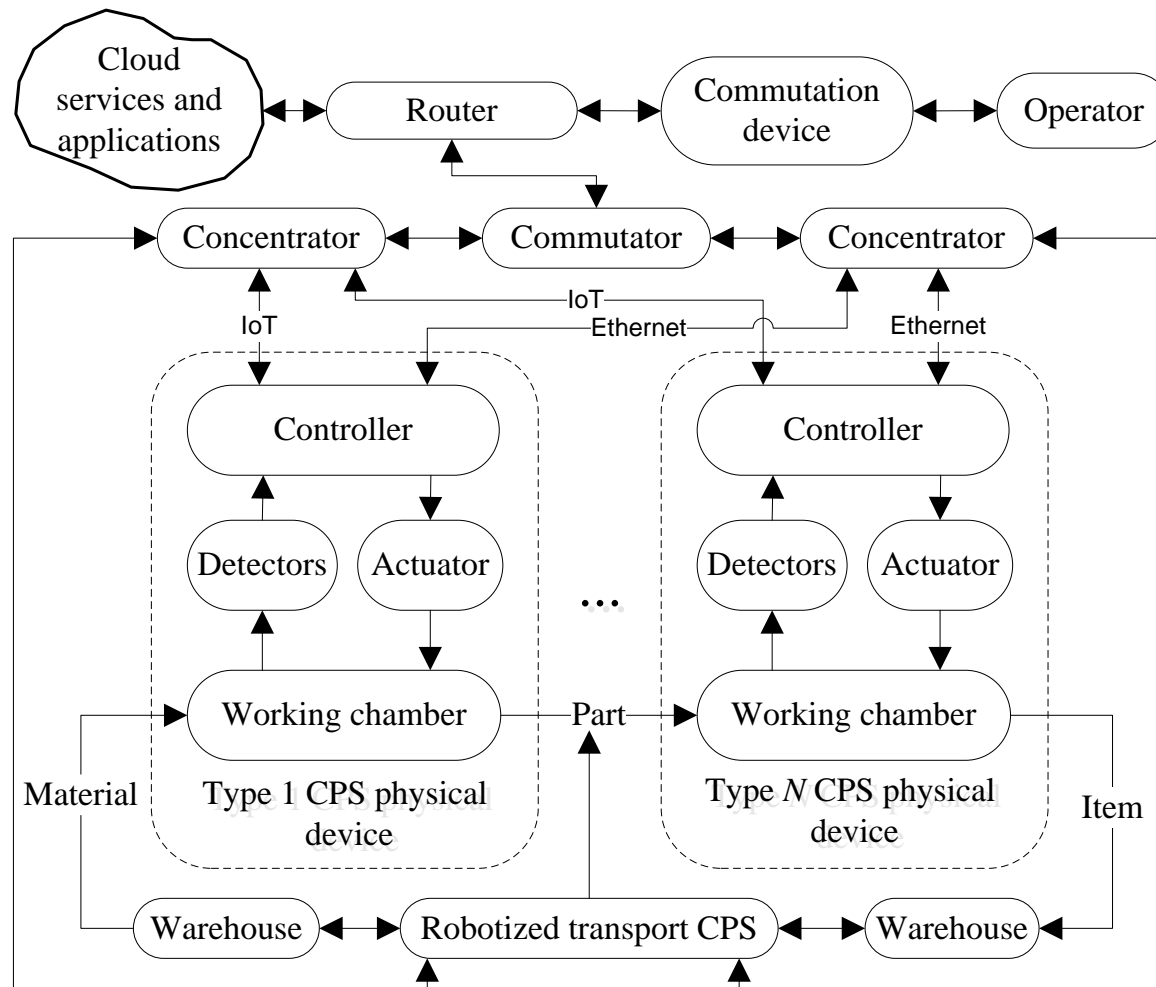 Cloud
services and
applications
Router
Commutation
device
Operator
Concentrator
Commutator
Concentrator
IoT
IoT
Ethernet
Ethernet
Controller
Controller
Detectors
Actuator
...
Detectors
Actuator
Working chamber
Part
Working chamber
Material
Type 1 CPS physical
device
Type N CPS physical
device
Item
Warehouse
Robotized transport CPS
Warehouse